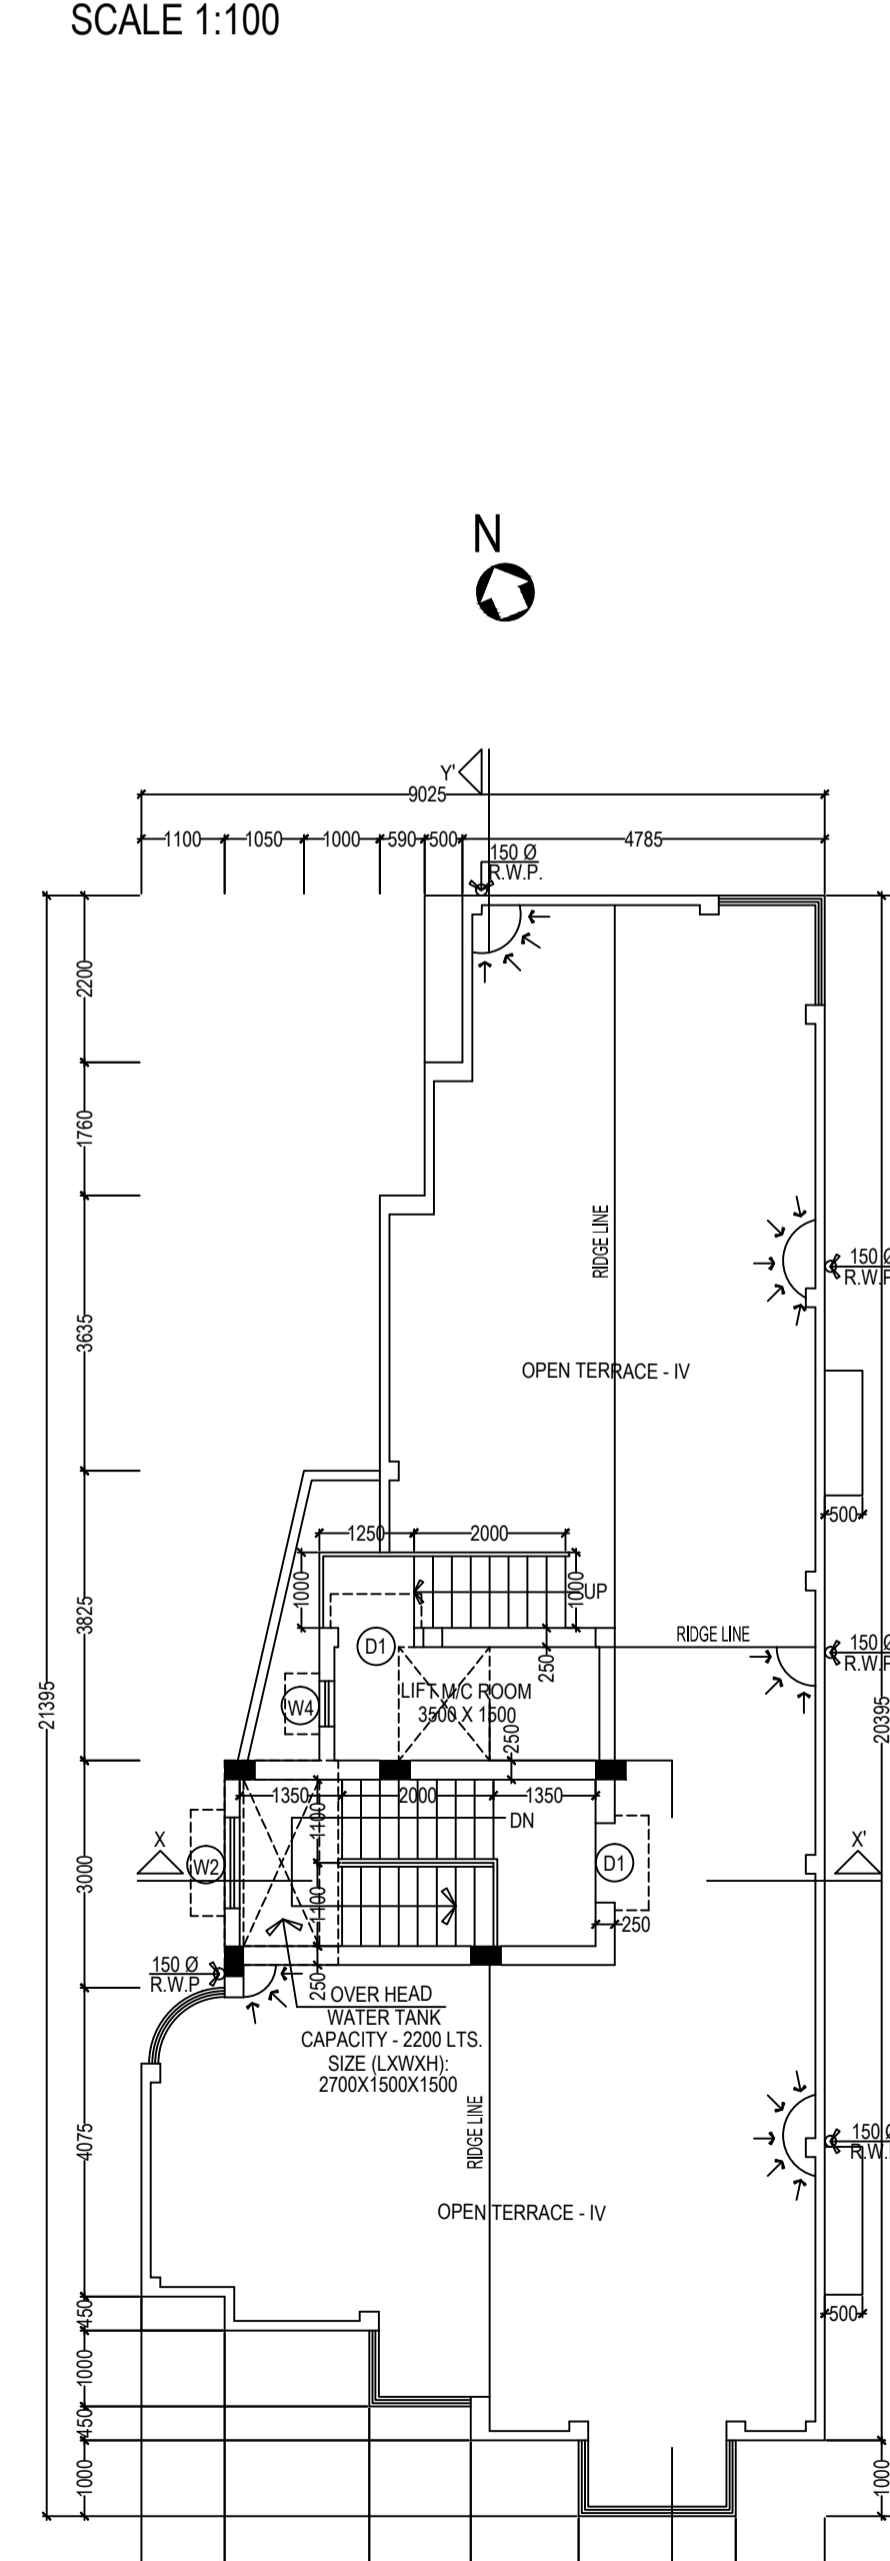 SCALE 1:100
N
Y'
9025
1100
1050
1000
590
500
4785
150 Ø
R.W.P.
2200
1760
3635
3825
21395
3000
4075
450
1000
450
1000
RIDGE LINE
150 Ø
R.W.P
OPEN TERRACE - IV
500
1250
2000
1000
1000
UP
D1
RIDGE LINE
150 Ø
R.W.P
250
LIFT M/C ROOM
3500 X 1500
W4
250
20395
1350
2000
1350
1100
DN
X
W2
D1
X'
1100
250
150 Ø
R.W.P
250
OVER HEAD
WATER TANK
CAPACITY - 2200 LTS.
SIZE (LXWXH):
2700X1500X1500
RIDGE LINE
150 Ø
R.W.
OPEN TERRACE - IV
500
1000